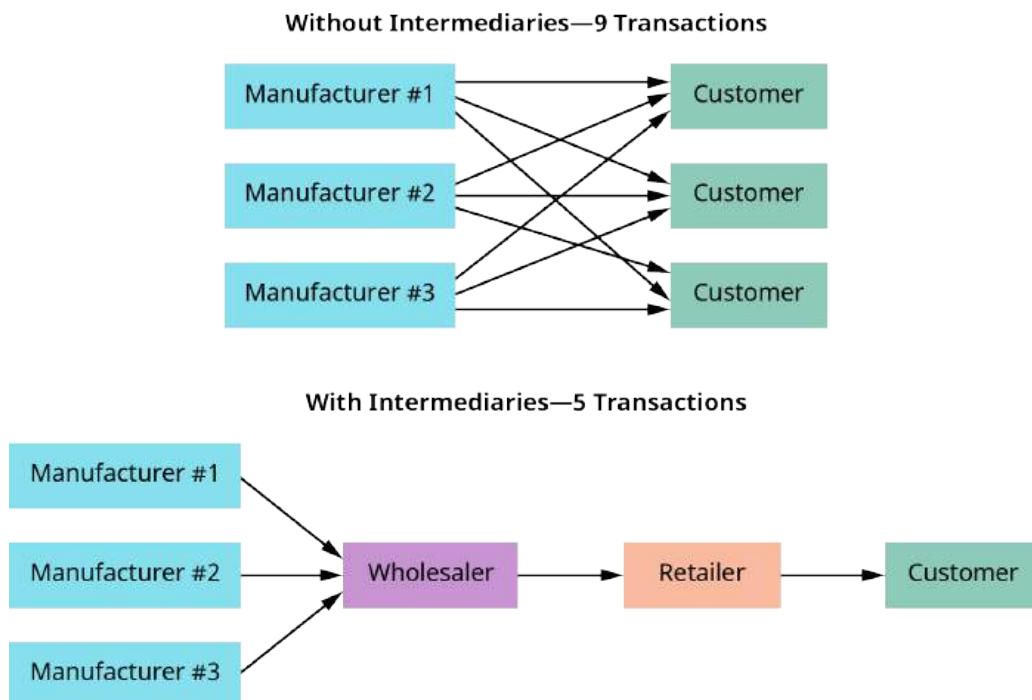 Without Intermediaries—9 Transactions
Manufacturer #1
Customer
Manufacturer #2
Customer
Manufacturer #3
Customer
With Intermediaries—5 Transactions
Manufacturer #1
Manufacturer #2
Wholesaler
Retailer
Customer
Manufacturer #3